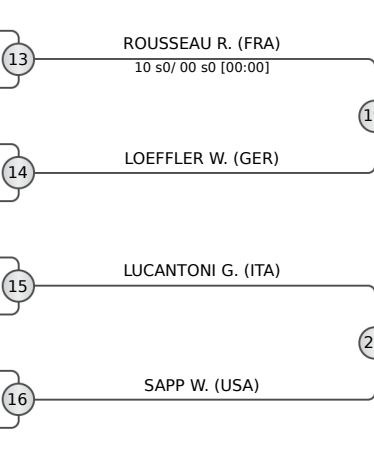 ROUSSEAU R. (FRA)
13
10 s0/ 00 s0 [00:00]
LOEFFLER W. (GER)
14
LUCANTONI G. (ITA)
15
SAPP W. (USA)
16